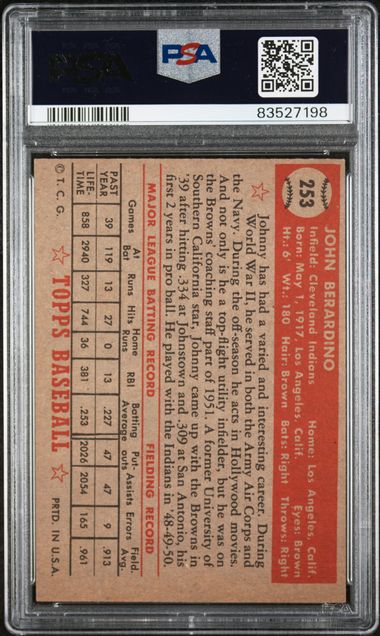 PSA
PSA
83527198
253
JOHN BERARDINO
Infield: Cleveland Indians Home: Los Angeles, Calif.
Born: May 1, 1917, Los Angeles, Calif. Eyes: Brown
Ht.: 6' Wt.: 180 Hair: Brown Bats: Right Throws: Right
Johnny has had a varied and interesting career. During
World War II, he served in both the Army Air Corps and
the Navy. During the off-season he acts in Hollywood movies.
And not only is he a top-flight utility infielder, but he was on
the Browns' coaching staff part of 1951. A former University of
Southern California star, Johnny came up with the Browns in
'39 after hitting .334 at Johnstown and .309 at San Antonio, his
first 2 years in pro ball. He played with the Indians in '48-49-50.
MAJOR LEAGUE BATTING RECORD FIELDING RECORD
Games At Bat Runs Hits Home Runs RBI Batting Average Put-outs Assists Errors Field. Avg.
PAST YEAR 39 119 13 27 0 13 .227 47 47 9 .913
LIFE-TIME 858 2940 327 744 36 381 .253 2026 2054 165 .961
© T.C.G. TOPPS BASEBALL PRTD. IN U.S.A.